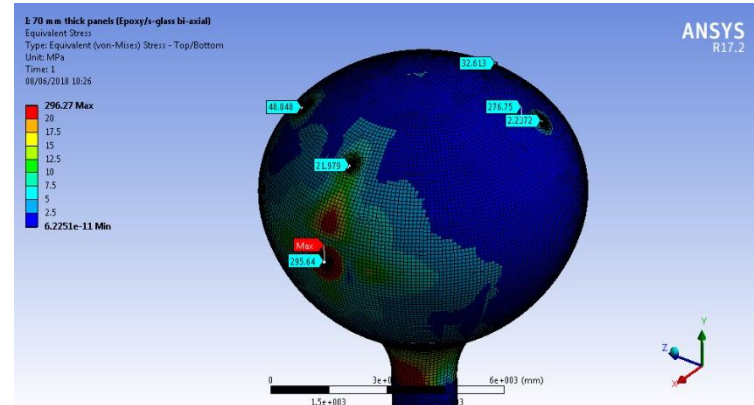 I: 70 mm thick panels (Epoxy/s-glass bi-axial)
Equivalent Stress
Type: Equivalent (von-Mises) Stress - Top/Bottom
Unit: MPa
Time: 1
08/06/2018 10:26
296.27 Max
20
17.5
15
12.5
10
7.5
5
2.5
6.2251e-11 Min
ANSYS
R17.2
32.613
48.848
276.75
2.2372
21.979
Max
295.64
Y
Z
X
0
6e+003 (mm)
1.5e+003